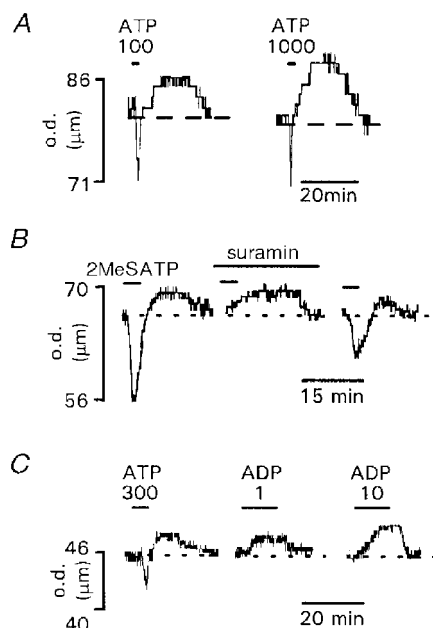 A
ATP
100
ATP
1000
86
71
o.d.
(µm)
20min
B
suramin
2MeSATP
70
56
o.d.
(µm)
15 min
C
ATP
300
ADP
1
ADP
10
46
40
o.d.
(µm)
20 min